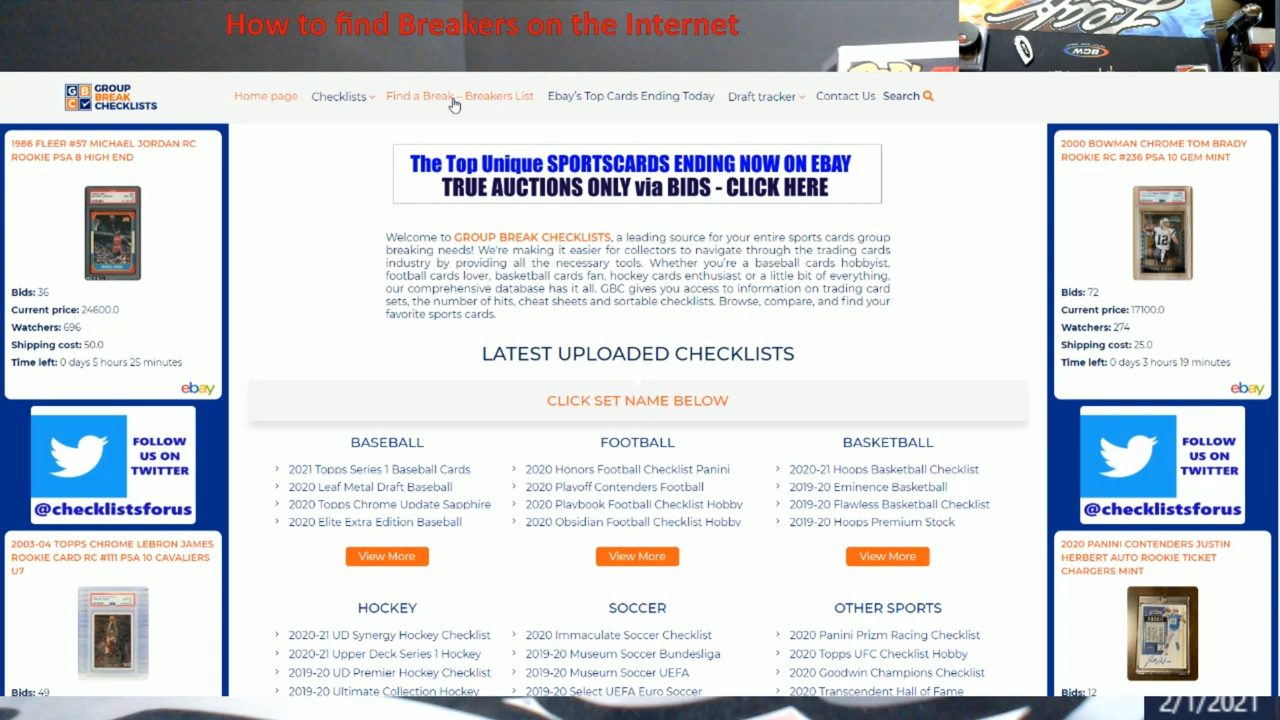 How to find Breakers on the Internet
BCW
GROUP
BREAK
CHECKLISTS
Home page
Checklists
Find a Break – Breakers List
Ebay's Top Cards Ending Today
Draft tracker
Contact Us
Search
1986 FLEER #57 MICHAEL JORDAN RC
ROOKIE PSA 8 HIGH END
Bids: 36
Current price: 24600.0
Watchers: 696
Shipping cost: 50.0
Time left: 0 days 5 hours 25 minutes
ebay
FOLLOW
US ON
TWITTER
@checklistsforus
2003-04 TOPPS CHROME LEBRON JAMES
ROOKIE CARD RC #111 PSA 10 CAVALIERS
U7
Bids: 49
The Top Unique SPORTSCARDS ENDING NOW ON EBAY
TRUE AUCTIONS ONLY via BIDS - CLICK HERE
Welcome to GROUP BREAK CHECKLISTS, a leading source for your entire sports cards group
breaking needs! We're making it easier for collectors to navigate through the trading cards
industry by providing all the necessary tools. Whether you're a baseball cards hobbyist,
football cards lover, basketball cards fan, hockey cards enthusiast or a little bit of everything,
our comprehensive database has it all. GBC gives you access to information on trading card
sets, the number of hits, cheat sheets and sortable checklists. Browse, compare, and find your
favorite sports cards.
LATEST UPLOADED CHECKLISTS
CLICK SET NAME BELOW
BASEBALL
2021 Topps Series 1 Baseball Cards
2020 Leaf Metal Draft Baseball
2020 Topps Chrome Update Sapphire
2020 Elite Extra Edition Baseball
View More
FOOTBALL
2020 Honors Football Checklist Panini
2020 Playoff Contenders Football
2020 Playbook Football Checklist Hobby
2020 Obsidian Football Checklist Hobby
View More
BASKETBALL
2020-21 Hoops Basketball Checklist
2019-20 Eminence Basketball
2019-20 Flawless Basketball Checklist
2019-20 Hoops Premium Stock
View More
HOCKEY
2020-21 UD Synergy Hockey Checklist
2020-21 Upper Deck Series 1 Hockey
2019-20 UD Premier Hockey Checklist
2019-20 Ultimate Collection Hockey
SOCCER
2020 Immaculate Soccer Checklist
2019-20 Museum Soccer Bundesliga
2019-20 Museum Soccer UEFA
2019-20 Select UEFA Euro Soccer
OTHER SPORTS
2020 Panini Prizm Racing Checklist
2020 Topps UFC Checklist Hobby
2020 Goodwin Champions Checklist
2020 Transcendent Hall of Fame
2000 BOWMAN CHROME TOM BRADY
ROOKIE RC #236 PSA 10 GEM MINT
Bids: 72
Current price: 17100.0
Watchers: 274
Shipping cost: 25.0
Time left: 0 days 3 hours 19 minutes
ebay
FOLLOW
US ON
TWITTER
@checklistsforus
2020 PANINI CONTENDERS JUSTIN
HERBERT AUTO ROOKIE TICKET
CHARGERS MINT
Bids: 12
2/1/2021